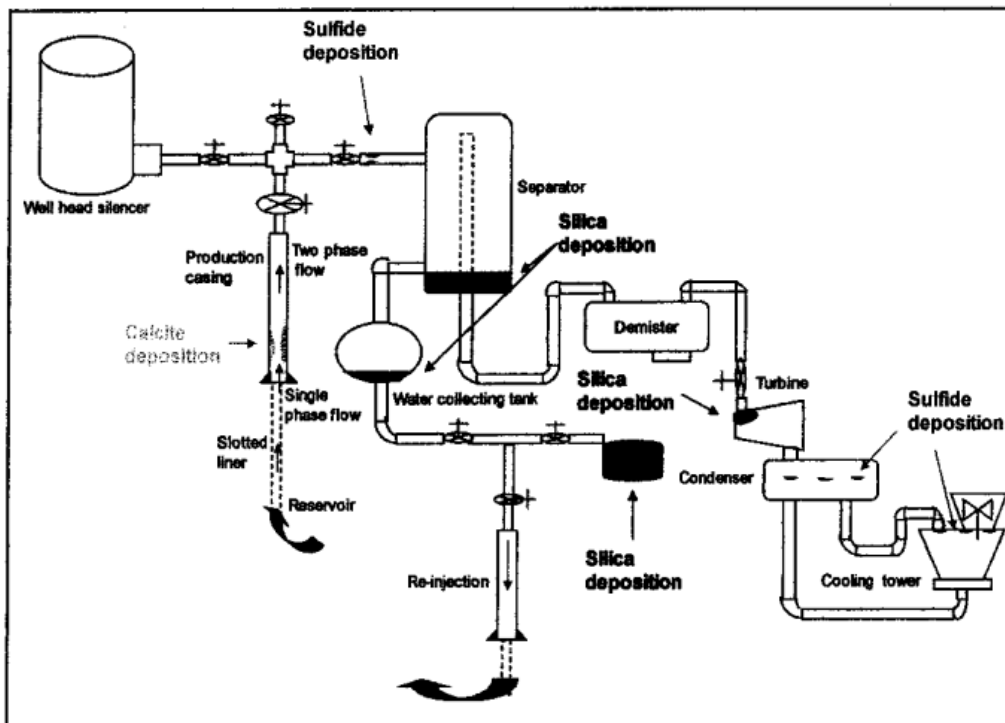 Sulfide
deposition
Well head silencer
Separator
Silica
deposition
Production
casing
Two phase
flow
Calcite
deposition
Demister
Single
phase flow
Water collecting tank
Silica
deposition
Turbine
Sulfide
deposition
Slotted
liner
Reservoir
Condenser
Silica
deposition
Re-injection
Cooling tower